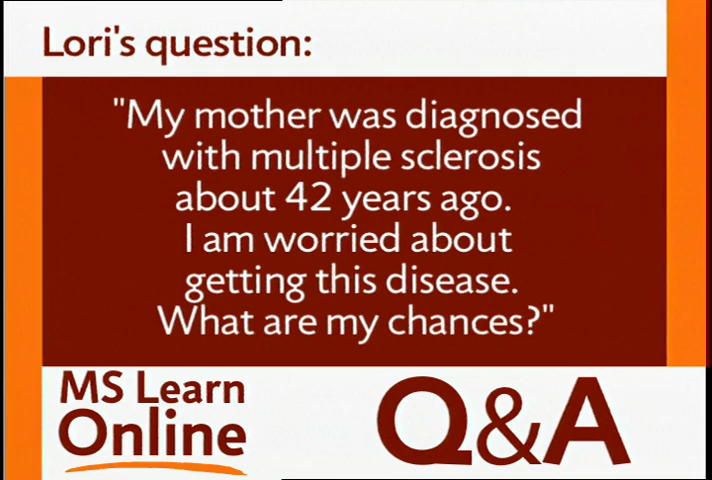 Lori's question:
"My mother was diagnosed
with multiple sclerosis
about 42 years ago.
I am worried about
getting this disease.
What are my chances?"
MS Learn
Online
Q&A